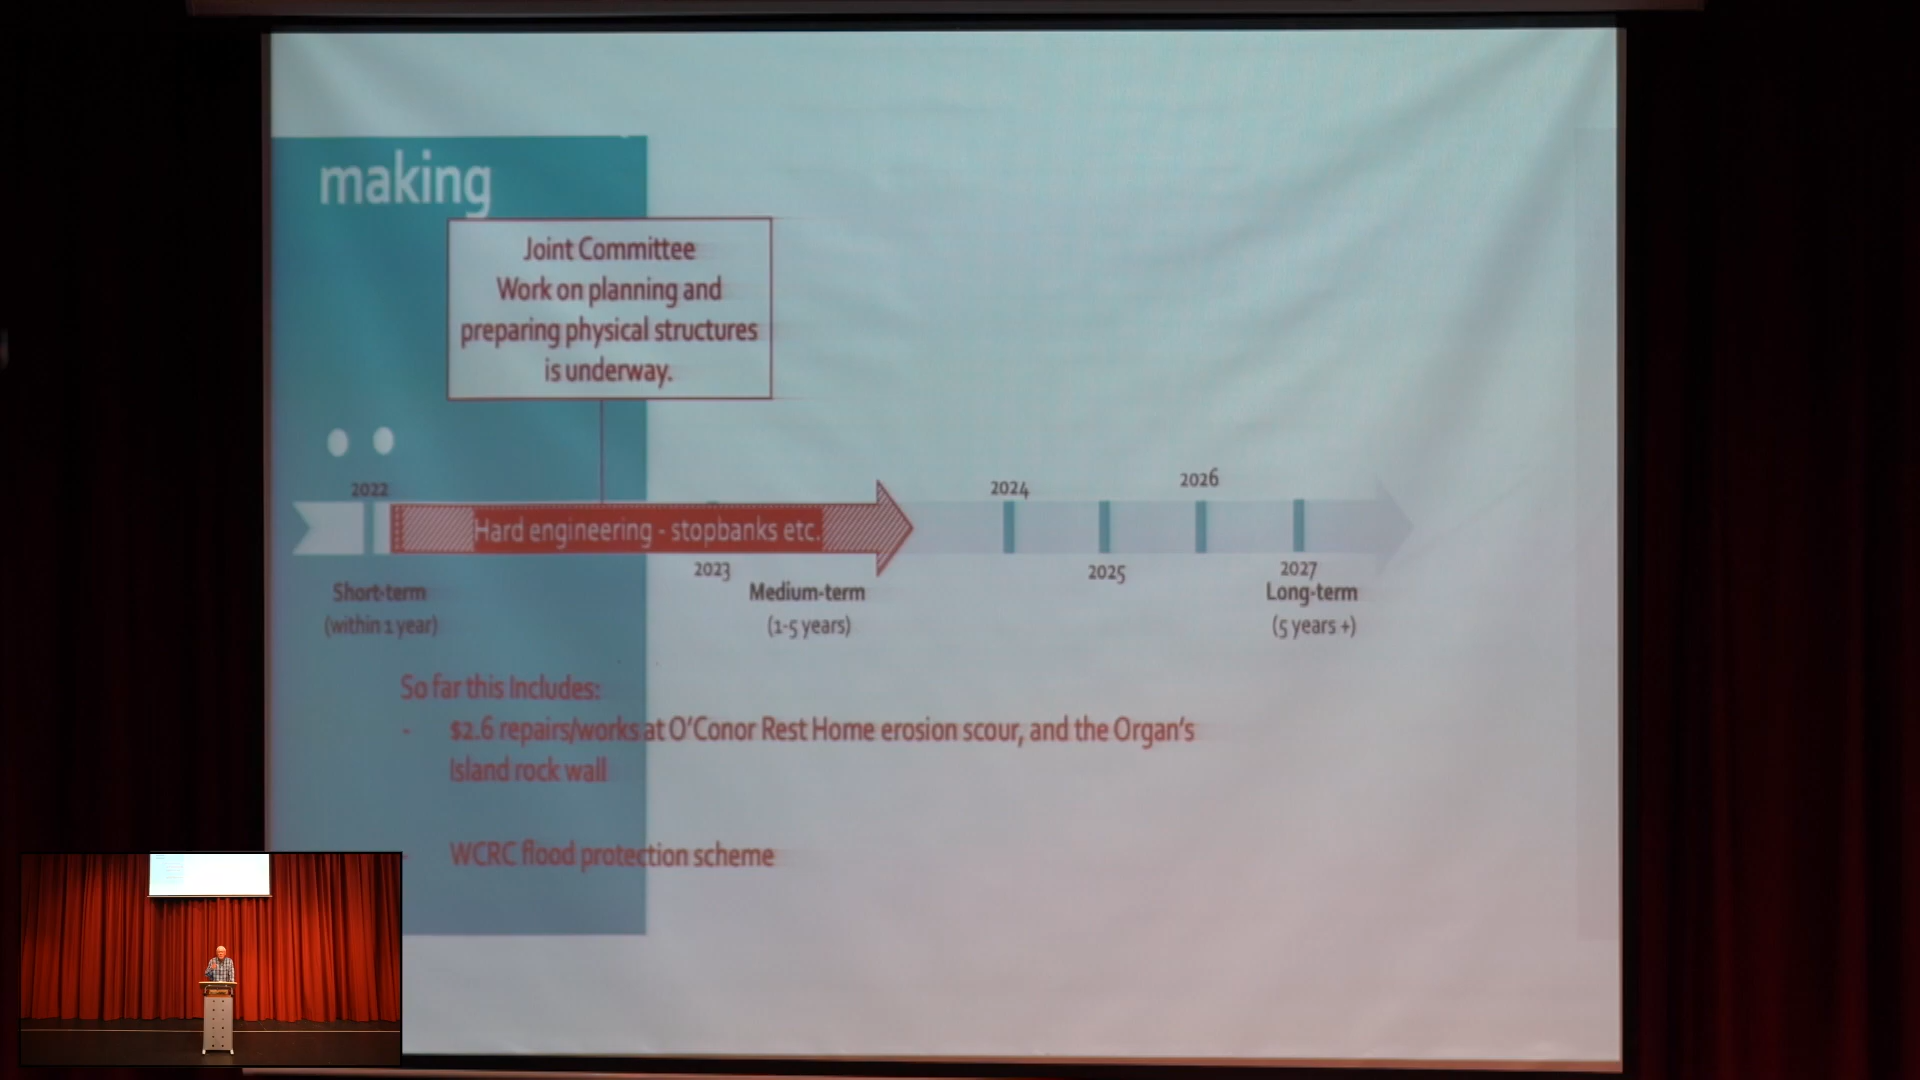 making
Joint Committee
Work on planning and
preparing physical structures
is underway.
2022
2024
2026
Hard engineering - stopbanks etc.
2023
2025
2027
Short-term
(within 1 year)
Medium-term
(1-5 years)
Long-term
(5 years +)
So far this Includes:
- $2.6 repairs/works at O'Conor Rest Home erosion scour, and the Organ's
Island rock wall
- WCRC flood protection scheme